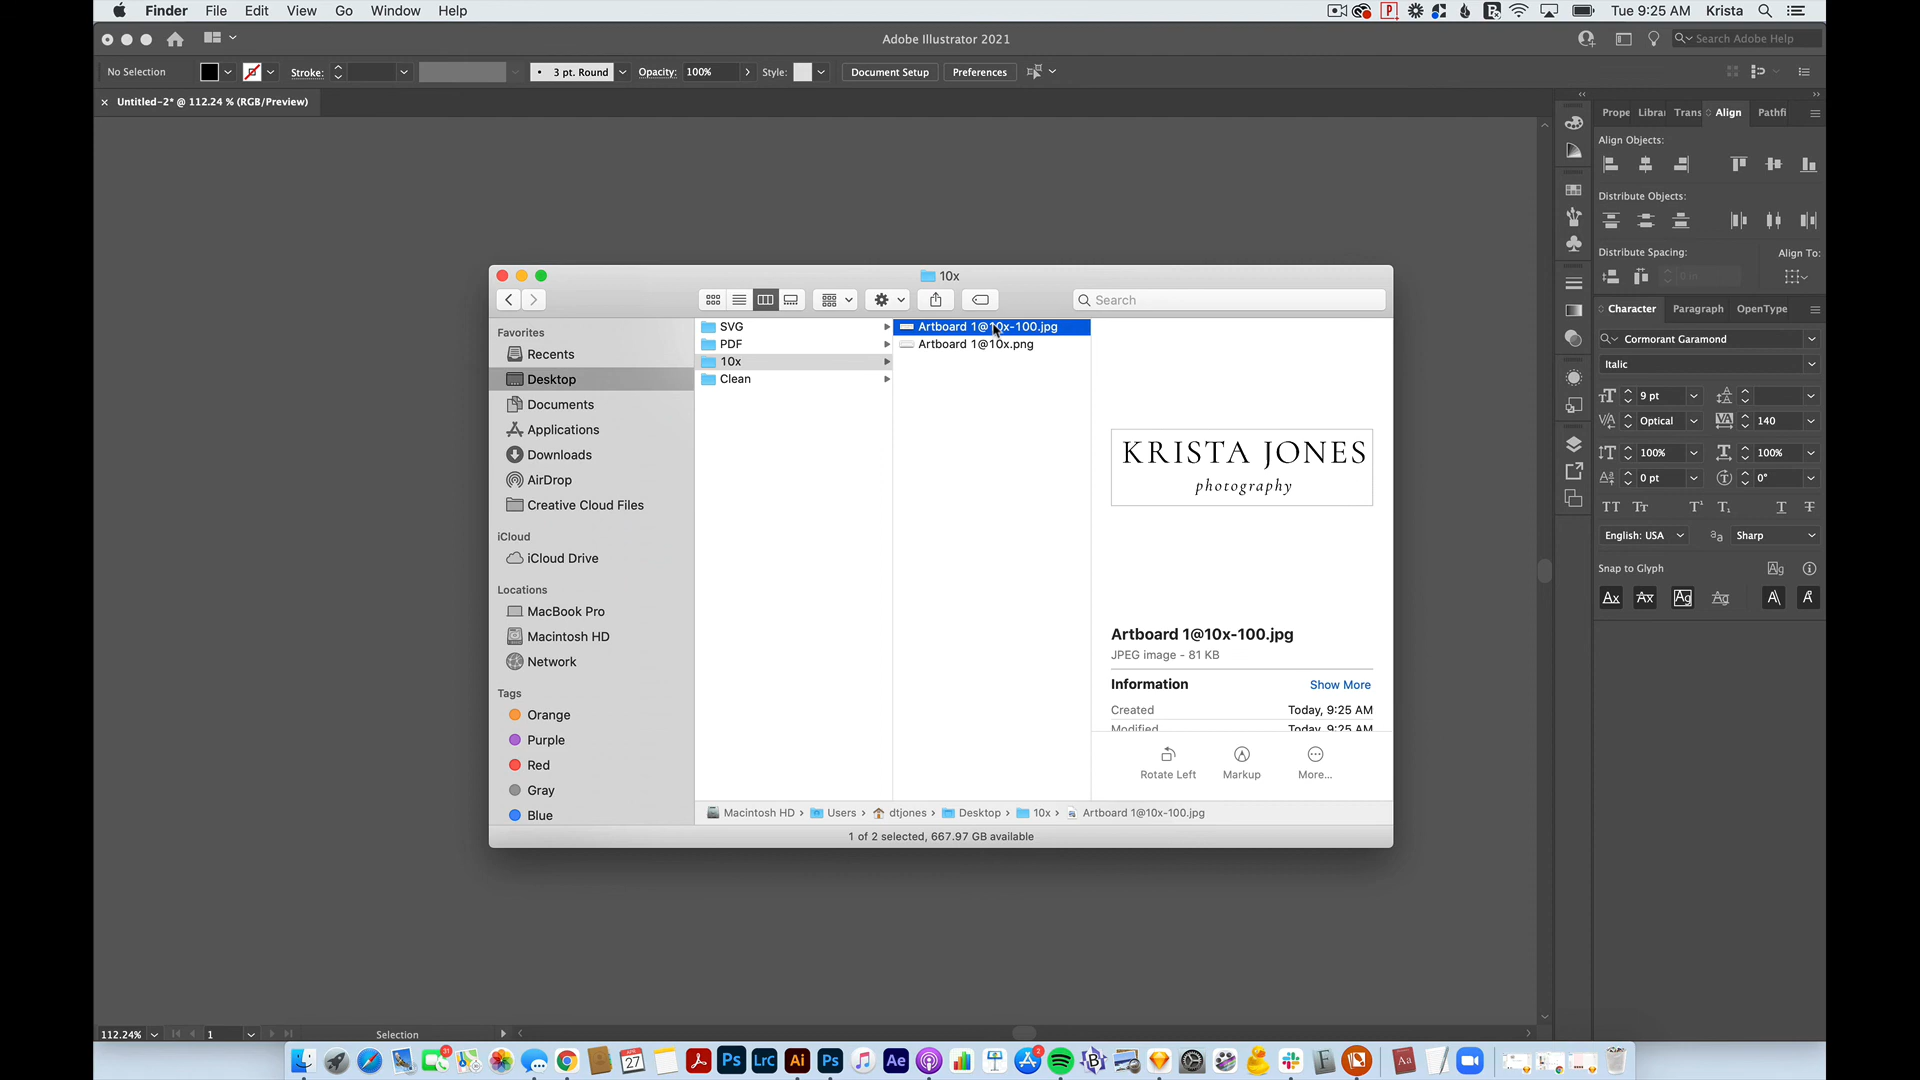 Finder File Edit View Go Window Help
Tue 9:25 AM Krista
Adobe Illustrator 2021
Search Adobe Help
No Selection Stroke: 3 pt. Round Opacity: 100% Style: Document Setup Preferences
× Untitled-2* @ 112.24 % (RGB/Preview)
Prope Librai Trans Align Pathfi
Align Objects:
Distribute Objects:
Distribute Spacing: Align To:
0 in
Character Paragraph OpenType
Cormorant Garamond
Italic
9 pt
Optical 140
100% 100%
0 pt 0°
English: USA Sharp
Snap to Glyph
10x
Search
Favorites
Recents
Desktop
Documents
Applications
Downloads
AirDrop
Creative Cloud Files
iCloud
iCloud Drive
Locations
MacBook Pro
Macintosh HD
Network
Tags
Orange
Purple
Red
Gray
Blue
SVG
PDF
10x
Clean
Artboard 1@10x-100.jpg
Artboard 1@10x.png
KRISTA JONES
photography
Artboard 1@10x-100.jpg
JPEG image - 81 KB
Information Show More
Created Today, 9:25 AM
Modified Today, 9:25 AM
Rotate Left Markup More...
Macintosh HD › Users › dtjones › Desktop › 10x › Artboard 1@10x-100.jpg
1 of 2 selected, 667.97 GB available
112.24% 1 Selection